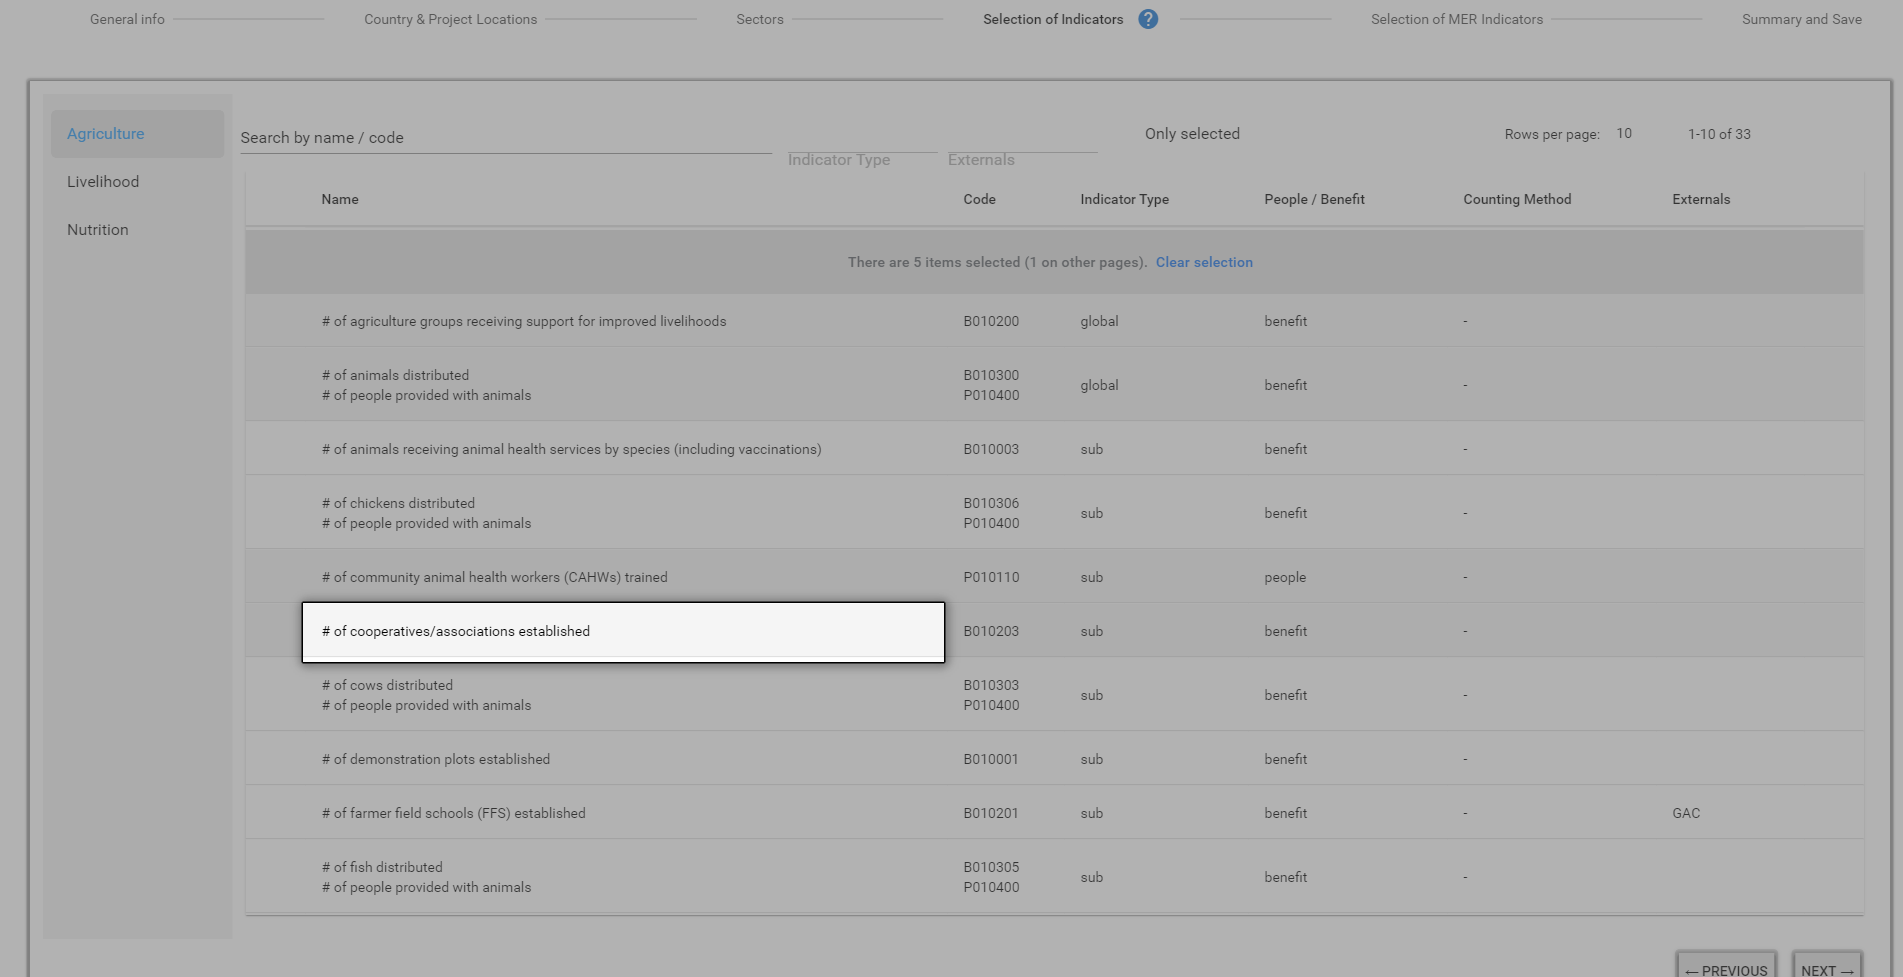 General info
Country & Project Locations
Sectors
Selection of Indicators
?
Selection of MER Indicators
Summary and Save
Agriculture
Livelihood
Nutrition
Search by name / code
Indicator Type
Externals
Only selected
Rows per page: 10
1-10 of 33
Name Code Indicator Type People / Benefit Counting Method Externals
There are 5 items selected (1 on other pages). Clear selection
# of agriculture groups receiving support for improved livelihoods B010200 global benefit -
# of animals distributed B010300
# of people provided with animals P010400 global benefit -
# of animals receiving animal health services by species (including vaccinations) B010003 sub benefit -
# of chickens distributed B010306
# of people provided with animals P010400 sub benefit -
# of community animal health workers (CAHWs) trained P010110 sub people -
# of cooperatives/associations established B010203 sub benefit -
# of cows distributed B010303
# of people provided with animals P010400 sub benefit -
# of demonstration plots established B010001 sub benefit -
# of farmer field schools (FFS) established B010201 sub benefit - GAC
# of fish distributed B010305
# of people provided with animals P010400 sub benefit -
← PREVIOUS
NEXT →